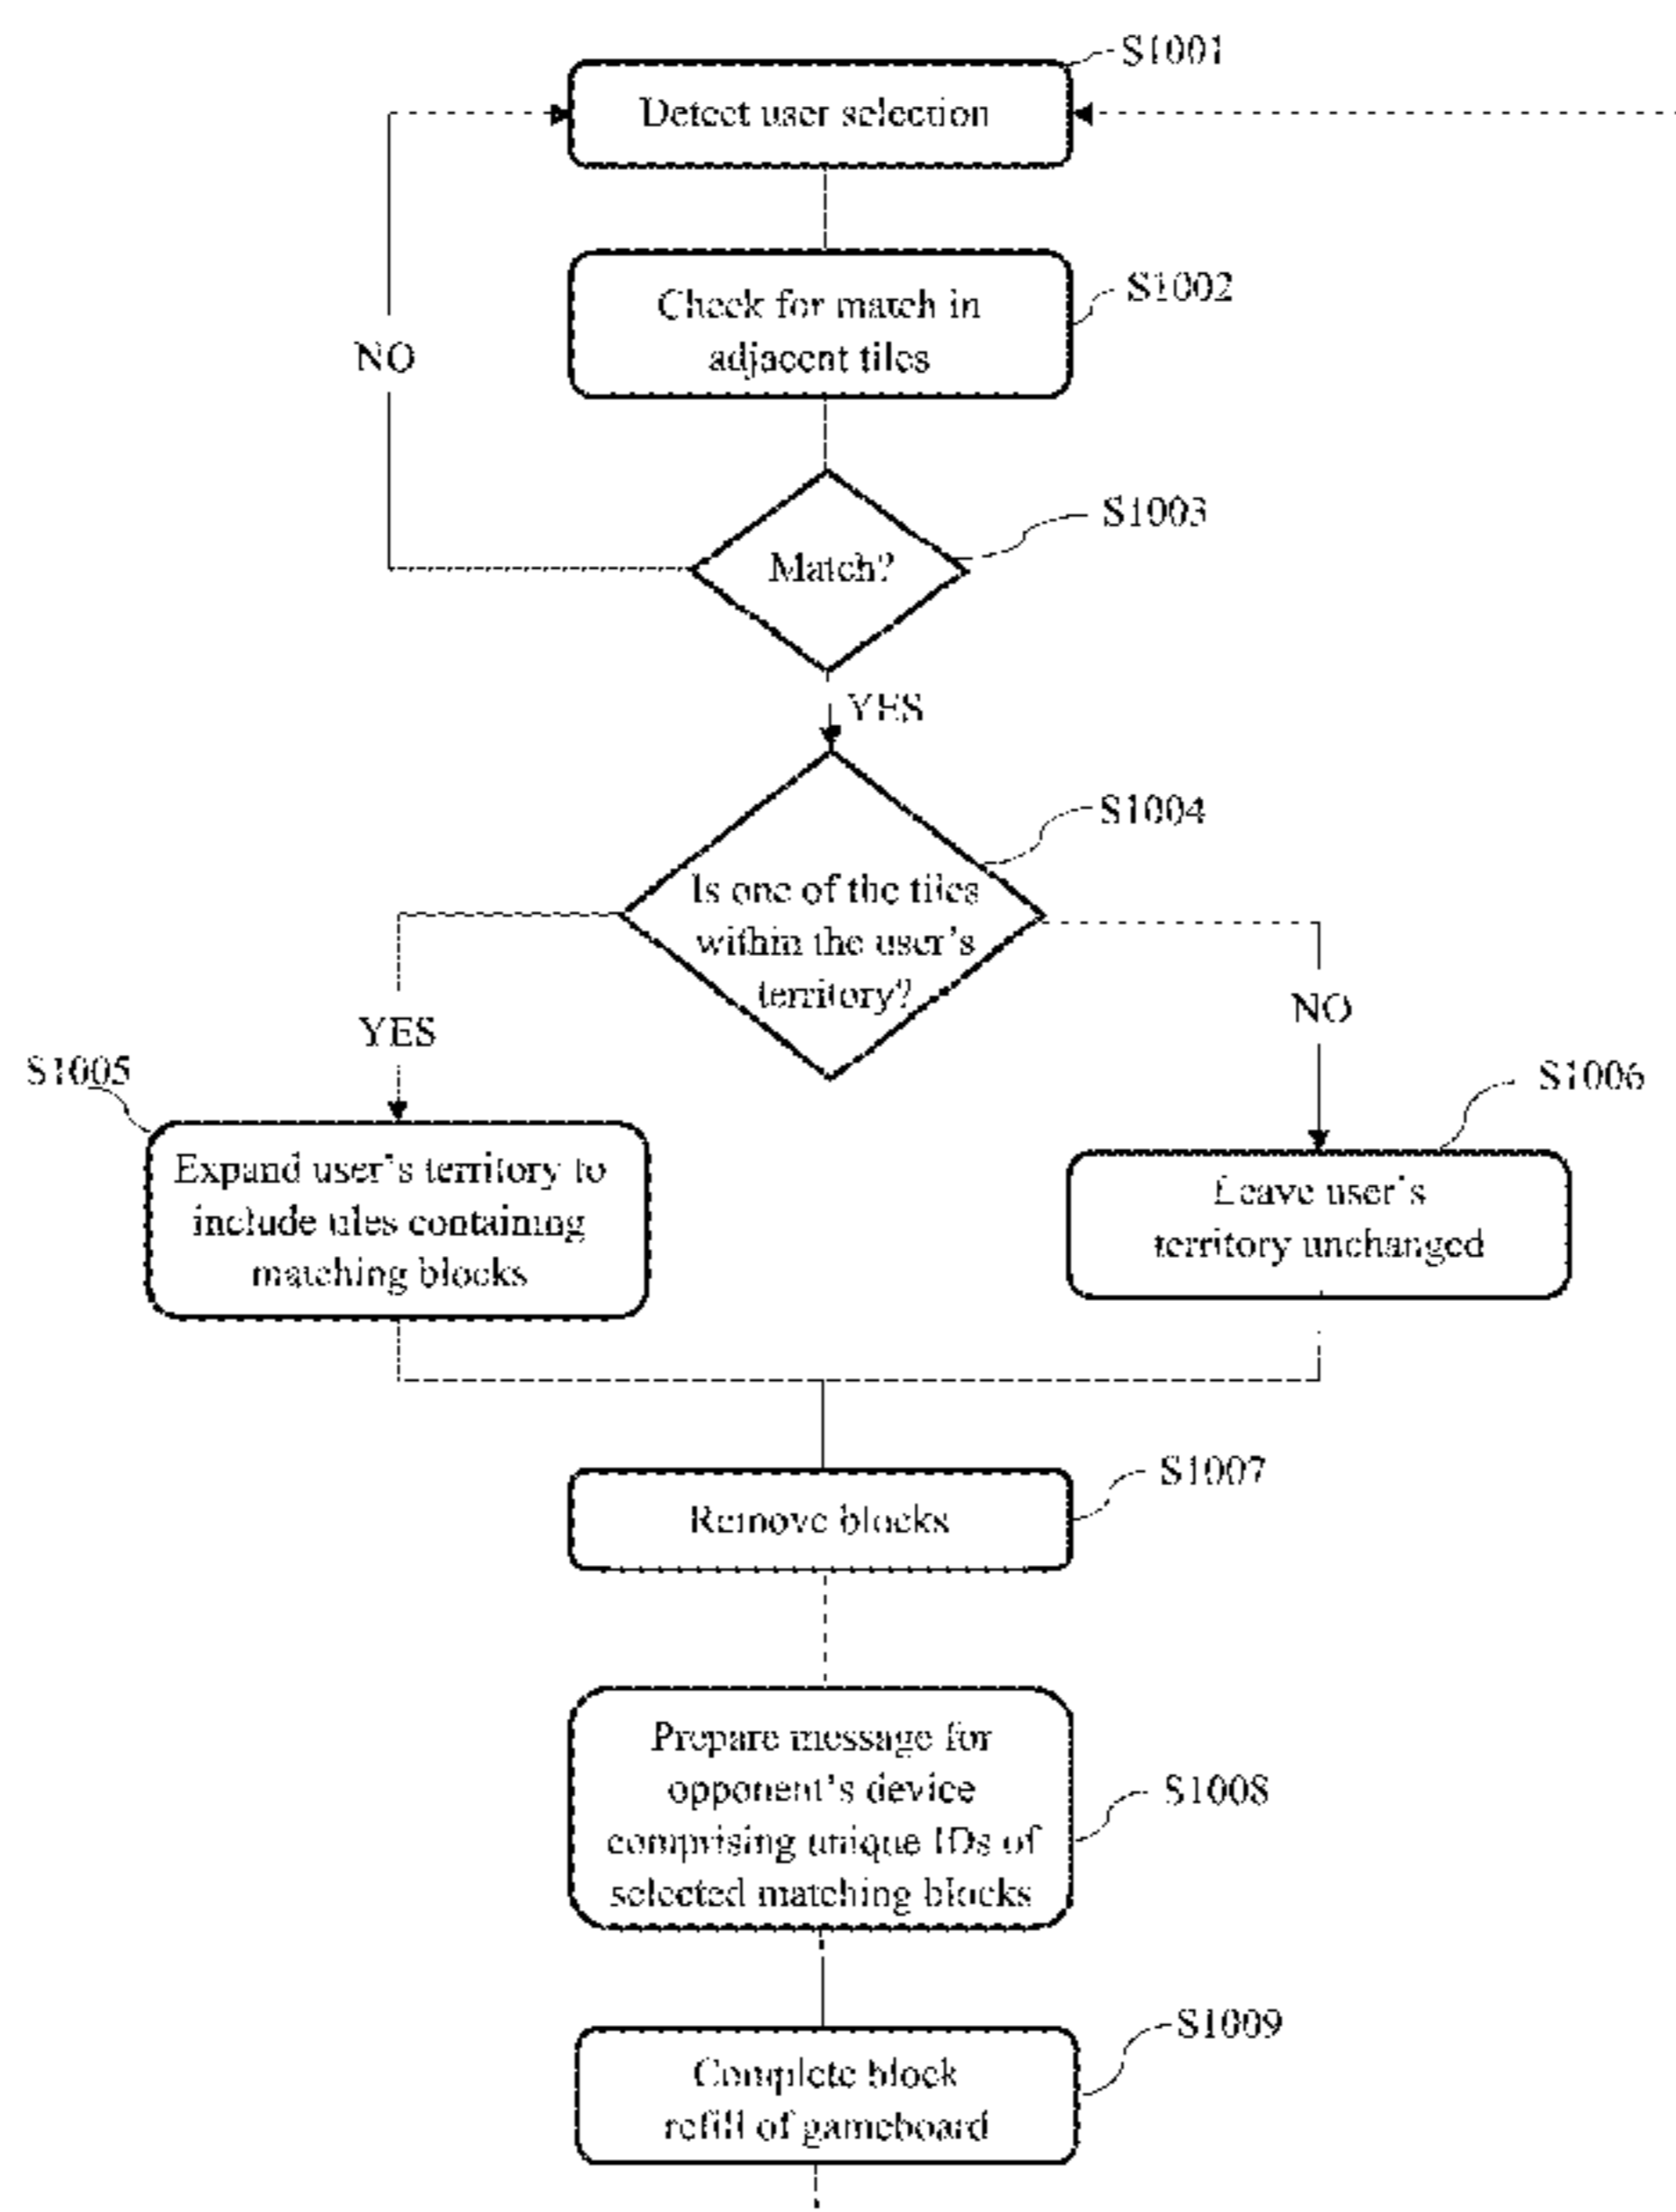 S1001
Detect user selection
S1002
Check for match in
adjacent tiles
NO
S1003
Match?
YES
S1004
Is one of the tiles
within the user's
territory?
YES
NO
S1005
S1006
Expand user's territory to
include tiles containing
matching blocks
Leave user's
territory unchanged
S1007
Remove blocks
Prepare message for
opponent's device
comprising unique IDs of
selected matching blocks
S1008
S1009
Complete block
refill of gameboard